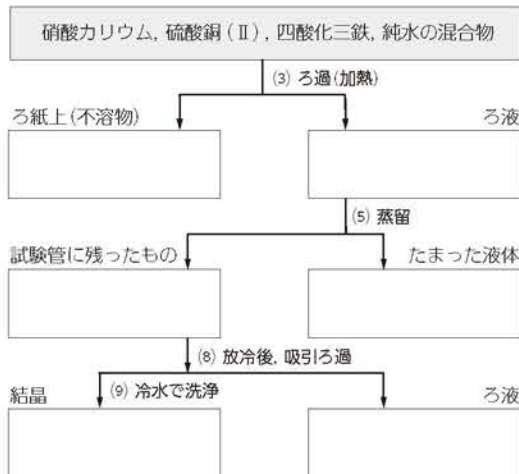 硝酸カリウム, 硫酸銅(Ⅱ), 四酸化三鉄, 純水の混合物
(3) ろ過(加熱)
ろ紙上(不溶物)
ろ液
(5) 蒸留
試験管に残ったもの
たまった液体
(8) 放冷後, 吸引ろ過
結晶
(9) 冷水で洗浄
ろ液